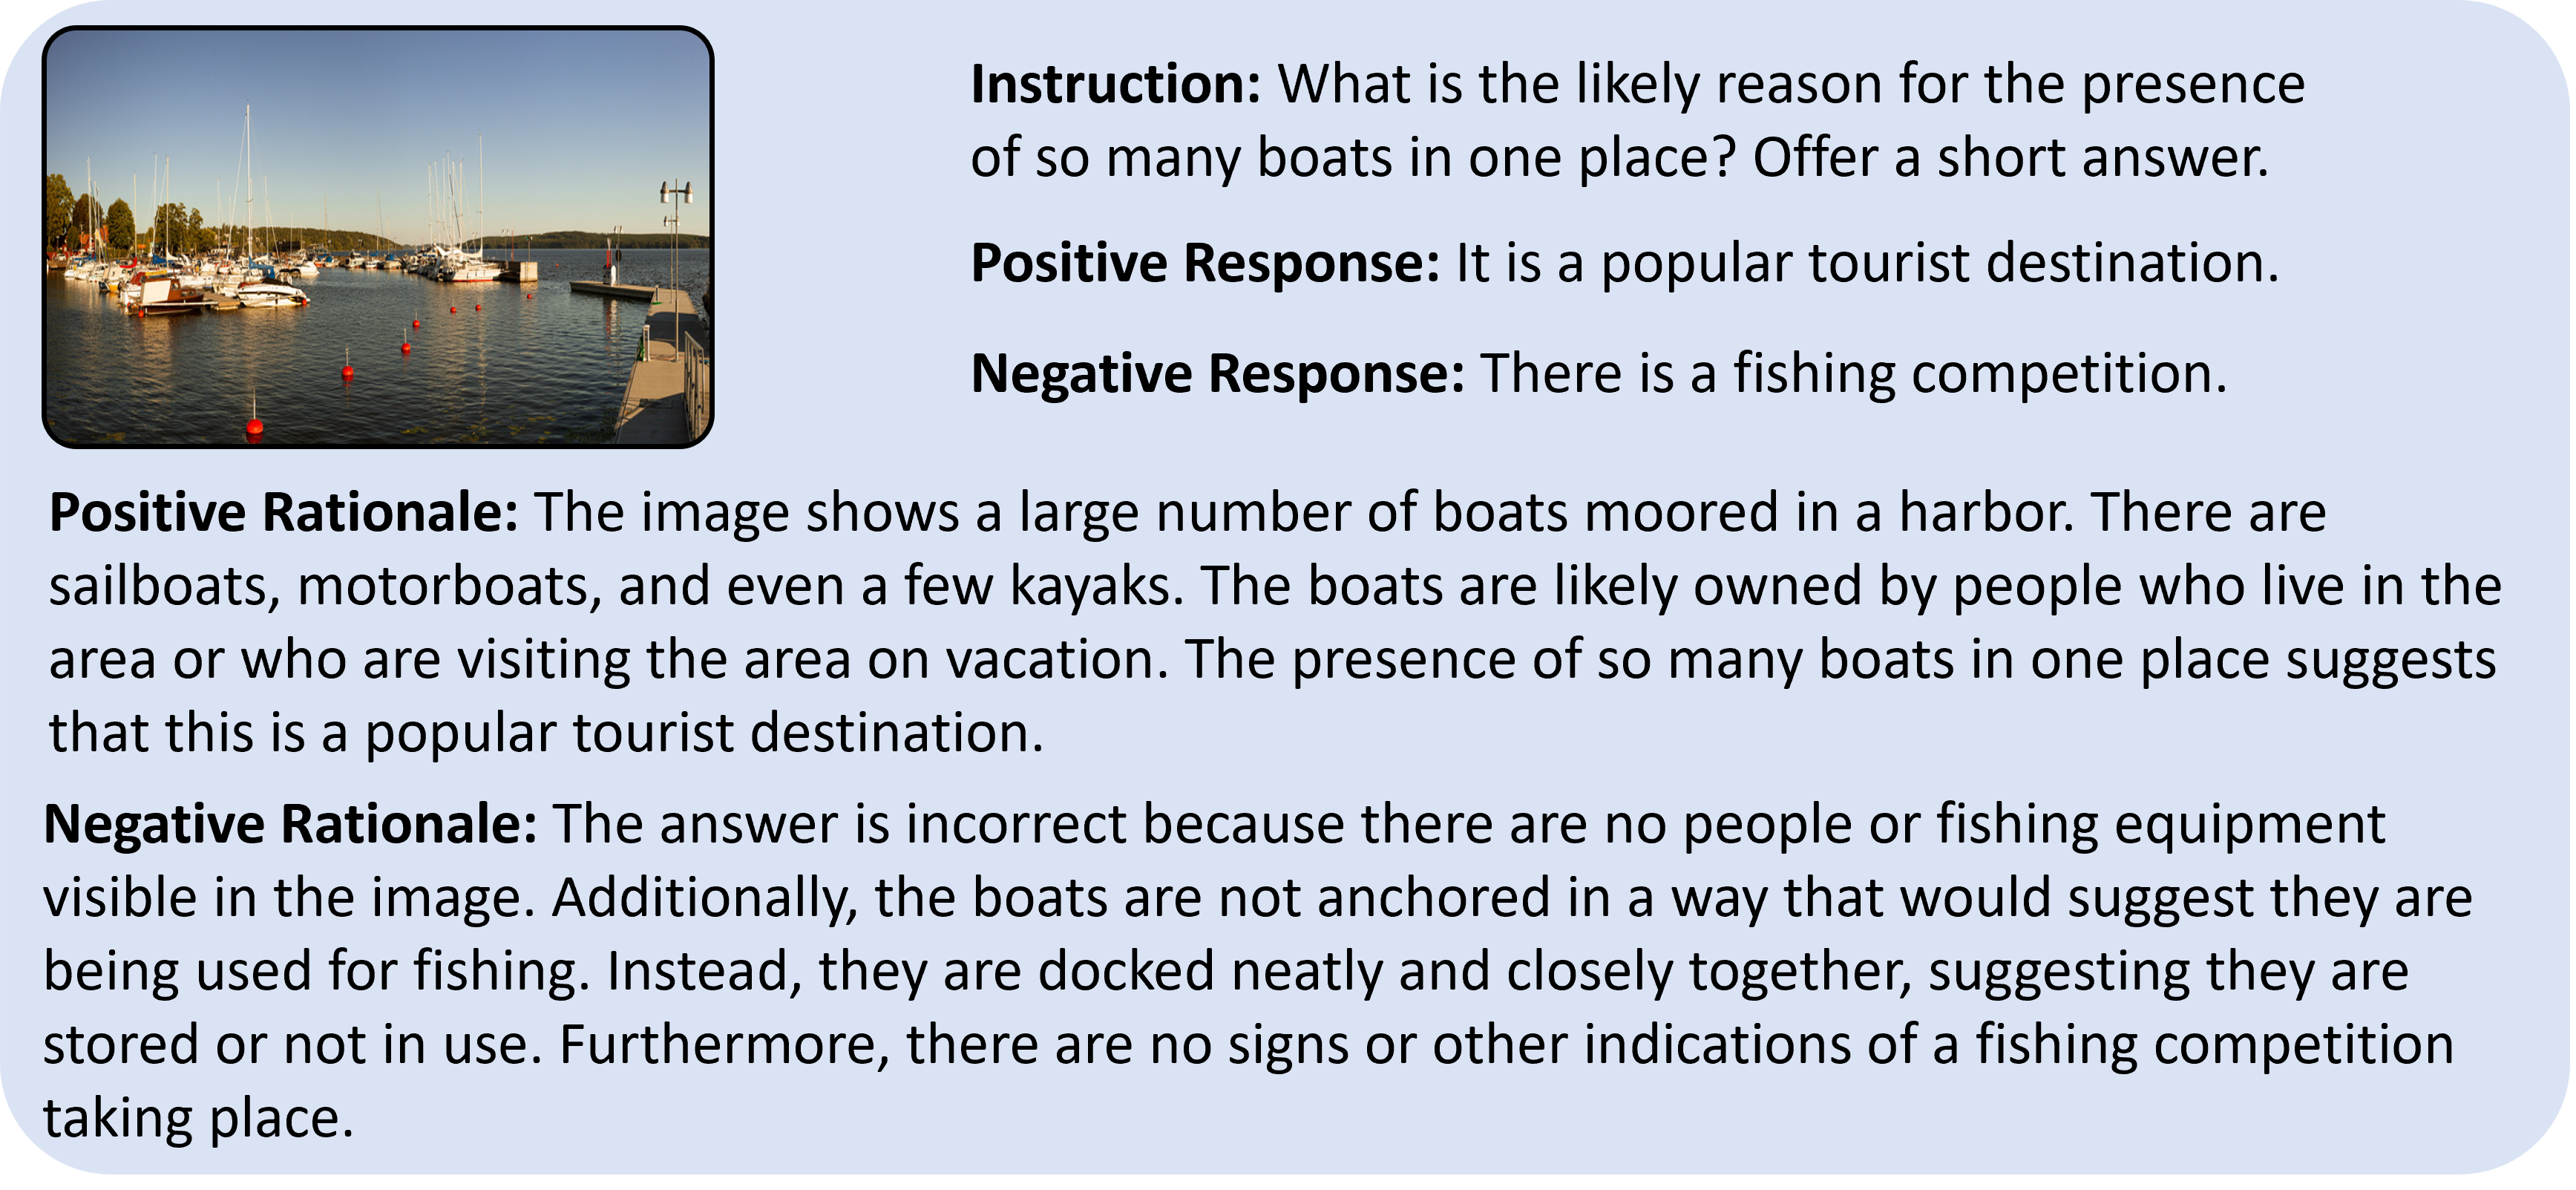 Instruction: What is the likely reason for the presence
of so many boats in one place? Offer a short answer.
Positive Response: It is a popular tourist destination.
Negative Response: There is a fishing competition.
Positive Rationale: The image shows a large number of boats moored in a harbor. There are
sailboats, motorboats, and even a few kayaks. The boats are likely owned by people who live in the
area or who are visiting the area on vacation. The presence of so many boats in one place suggests
that this is a popular tourist destination.
Negative Rationale: The answer is incorrect because there are no people or fishing equipment
visible in the image. Additionally, the boats are not anchored in a way that would suggest they are
being used for fishing. Instead, they are docked neatly and closely together, suggesting they are
stored or not in use. Furthermore, there are no signs or other indications of a fishing competition
taking place.